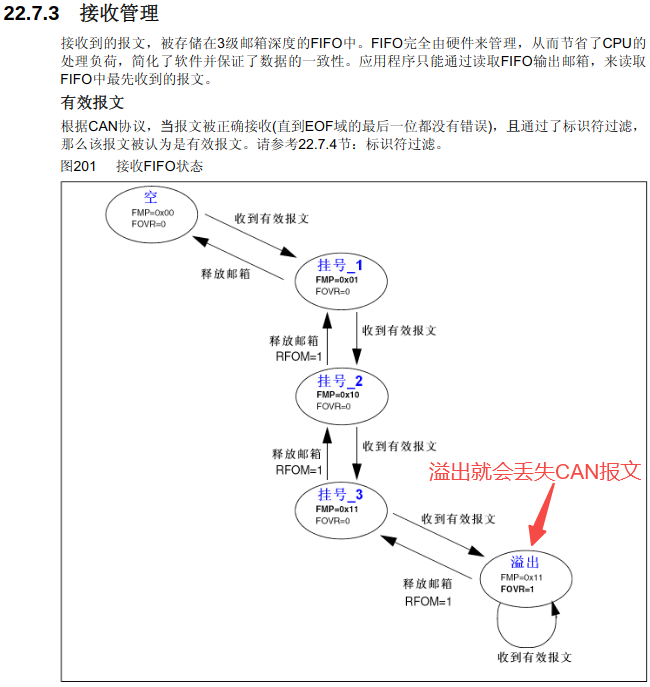 22.7.3 接收管理
接收到的报文，被存储在3级邮箱深度的FIFO中。FIFO完全由硬件来管理，从而节省了CPU的
处理负荷，简化了软件并保证了数据的一致性。应用程序只能通过读取FIFO输出邮箱，来读取
FIFO中最先收到的报文。
有效报文
根据CAN协议，当报文被正确接收(直到EOF域的最后一位都没有错误)，且通过了标识符过滤，
那么该报文被认为是有效报文。请参考22.7.4节：标识符过滤。
图201 接收FIFO状态
空
FMP=0x00
FOVR=0
收到有效报文
释放邮箱
挂号_1
FMP=0x01
FOVR=0
释放邮箱
RFOM=1
收到有效报文
挂号_2
FMP=0x10
FOVR=0
释放邮箱
RFOM=1
收到有效报文
挂号_3
FMP=0x11
FOVR=0
溢出就会丢失CAN报文
收到有效报文
释放邮箱
RFOM=1
溢出
FMP=0x11
FOVR=1
收到有效报文